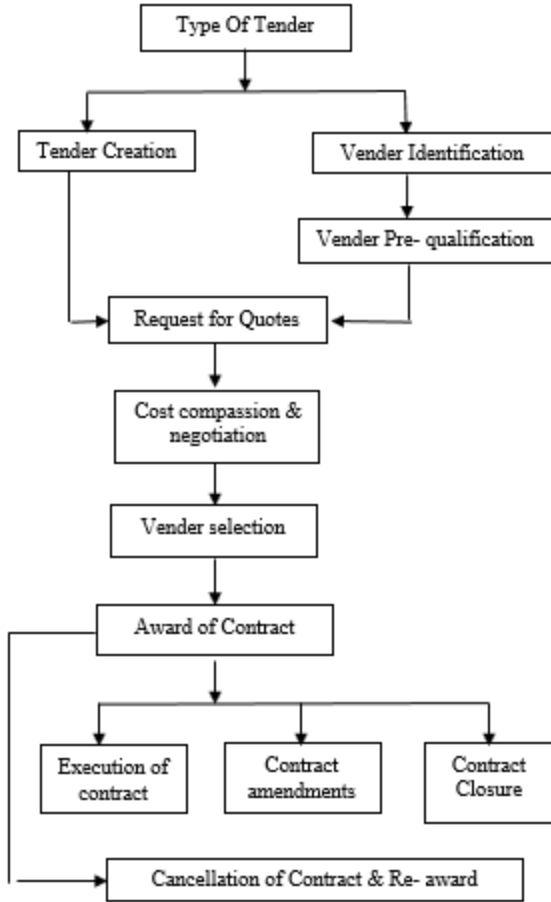 Type Of Tender
Tender Creation
Vender Identification
Vender Pre- qualification
Request for Quotes
Cost compassion &
negotiation
Vender selection
Award of Contract
Execution of
contract
Contract
amendments
Contract
Closure
Cancellation of Contract & Re- award